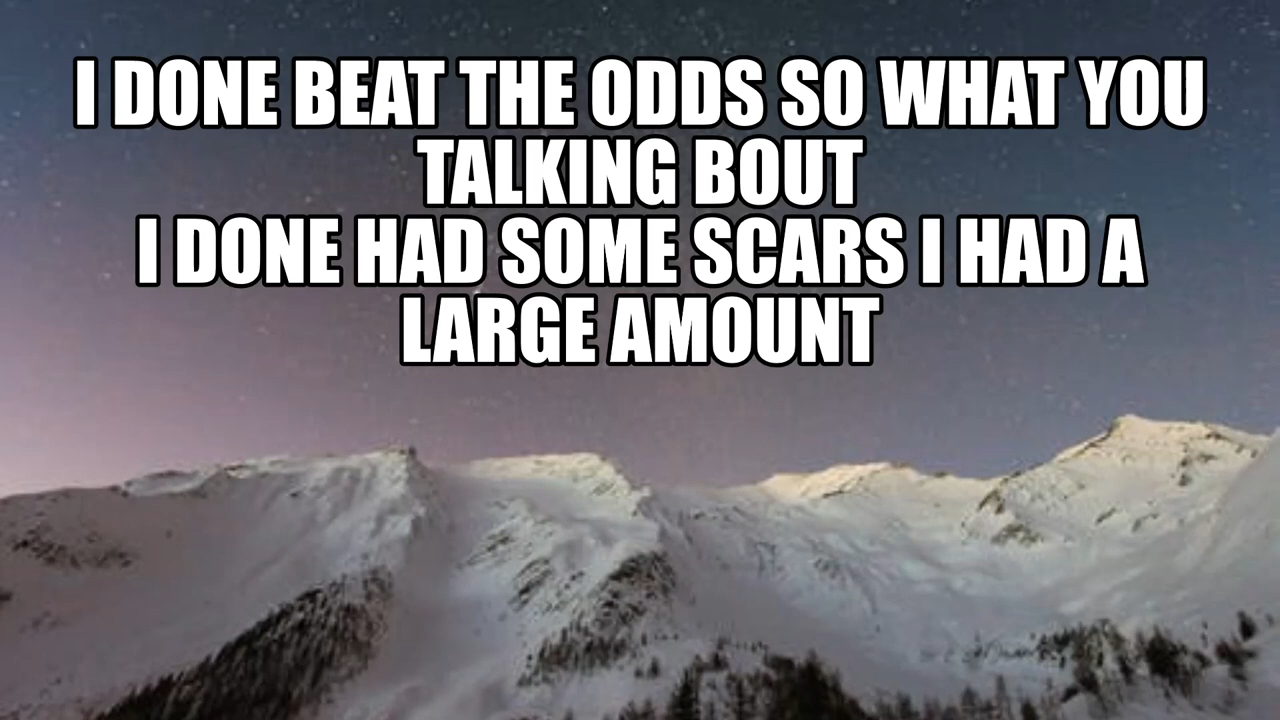 I DONE BEAT THE ODDS SO WHAT YOU
TALKING BOUT
I DONE HAD SOME SCARS I HAD A
LARGE AMOUNT